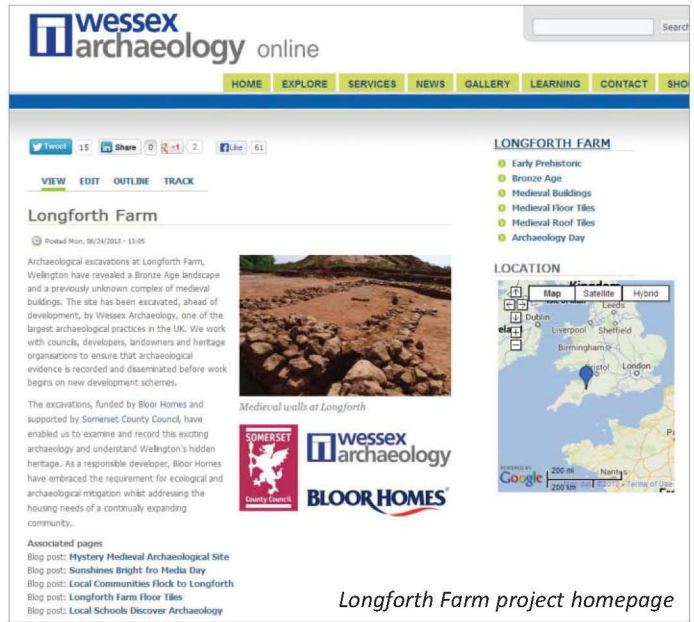 wessex
archaeology online
Search
HOME EXPLORE SERVICES NEWS GALLERY LEARNING CONTACT SHO
Tweet 15 Share 0 +1 2 Like 61
VIEW EDIT OUTLINE TRACK
Longforth Farm
Posted Mon, 06/24/2013 - 13:05
Archaeological excavations at Longforth Farm,
Wellington have revealed a Bronze Age landscape
and a previously unknown complex of medieval
buildings. The site has been excavated, ahead of
development, by Wessex Archaeology, one of the
largest archaeological practices in the UK. We work
with councils, developers, landowners and heritage
organisations to ensure that archaeological
evidence is recorded and disseminated before work
begins on new development schemes.
The excavations, funded by Bloor Homes and
supported by Somerset County Council, have
enabled us to examine and record this exciting
archaeology and understand Wellington's hidden
heritage. As a responsible developer, Bloor Homes
have embraced the requirement for ecological and
archaeological mitigation whilst addressing the
housing needs of a continually expanding
community.
Associated pages
Blog post: Mystery Medieval Archaeological Site
Blog post: Sunshines Bright fro Media Day
Blog post: Local Communities Flock to Longforth
Blog post: Longforth Farm Floor Tiles
Blog post: Local Schools Discover Archaeology
Medieval walls at Longforth
SOMERSET
County Council
wessex
archaeology
BLOOR HOMES
LONGFORTH FARM
Early Prehistoric
Bronze Age
Medieval Buildings
Medieval Floor Tiles
Medieval Roof Tiles
Archaeology Day
LOCATION
Kingdom
Map Satellite Hybrid
Leeds
Dublin
Liverpool Sheffield
Birmingham
London
POWERED BY
Google
200 mi
200 km
Nantes
Terms of Use
Longforth Farm project homepage